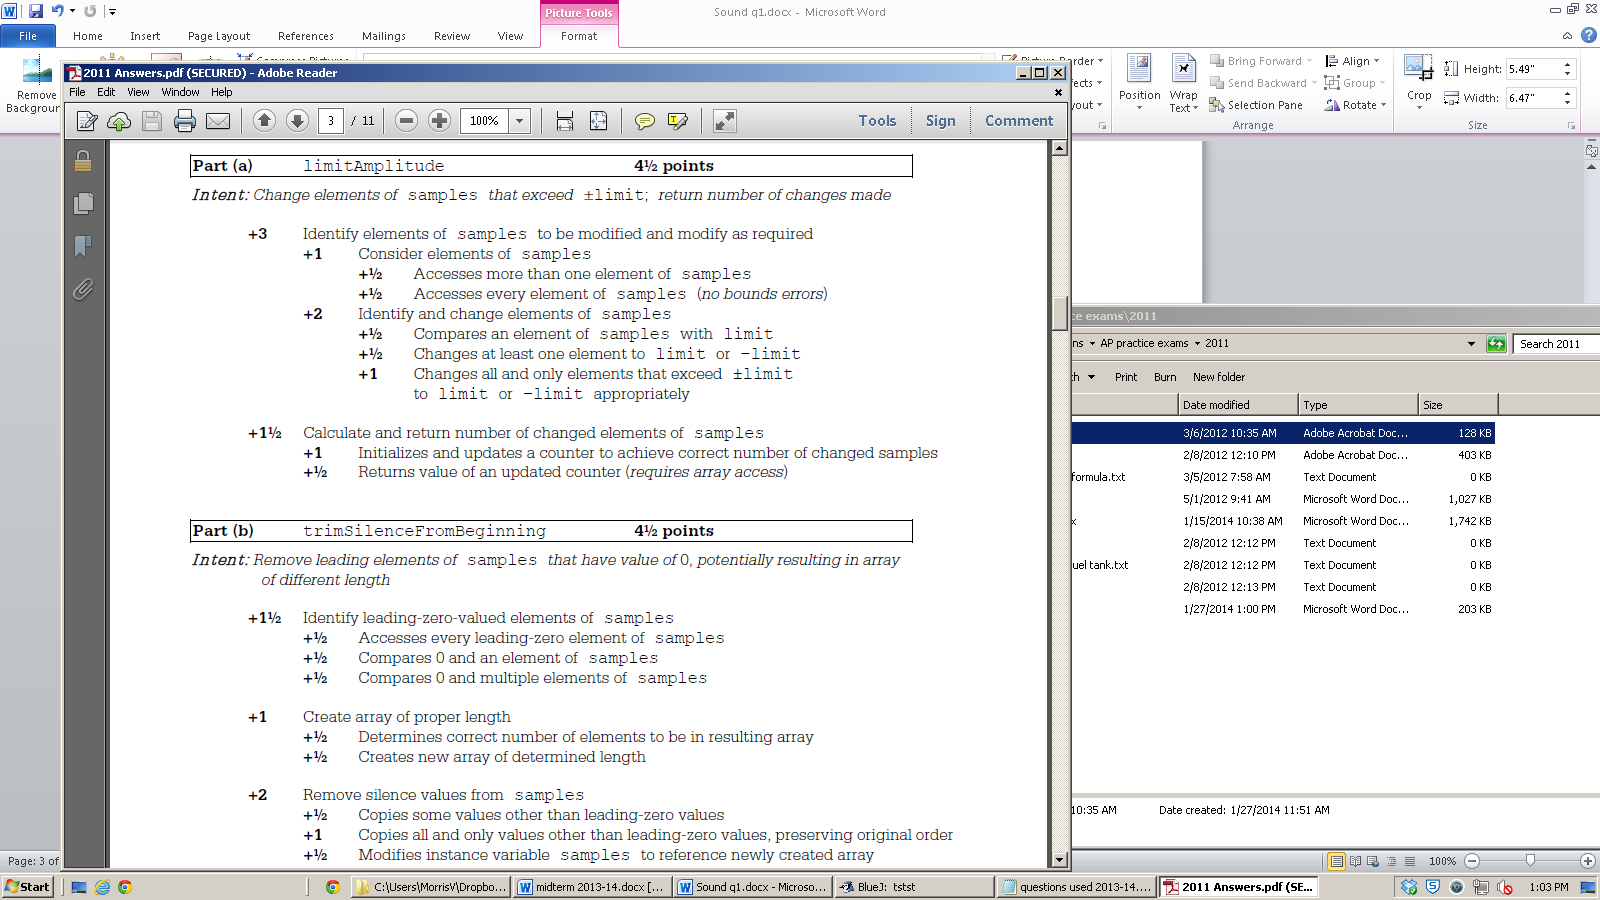 Sound q1.docx - Microsoft Word
Picture Tools
File Home Insert Page Layout References Mailings Review View Format
Remove
Background
Position
Wrap
Text
Bring Forward
Send Backward
Selection Pane
Align
Group
Rotate
Arrange
Crop
Height: 5.49"
Width: 6.47"
Size
2011 Answers.pdf (SECURED) - Adobe Reader
File Edit View Window Help
3 / 11 100% Tools Sign Comment
Part (a) limitAmplitude 4½ points
Intent: Change elements of samples that exceed ±limit; return number of changes made
+3 Identify elements of samples to be modified and modify as required
+1 Consider elements of samples
+½ Accesses more than one element of samples
+½ Accesses every element of samples (no bounds errors)
+2 Identify and change elements of samples
+½ Compares an element of samples with limit
+½ Changes at least one element to limit or −limit
+1 Changes all and only elements that exceed ±limit
to limit or −limit appropriately
+1½ Calculate and return number of changed elements of samples
+1 Initializes and updates a counter to achieve correct number of changed samples
+½ Returns value of an updated counter (requires array access)
Part (b) trimSilenceFromBeginning 4½ points
Intent: Remove leading elements of samples that have value of 0, potentially resulting in array
of different length
+1½ Identify leading-zero-valued elements of samples
+½ Accesses every leading-zero element of samples
+½ Compares 0 and an element of samples
+½ Compares 0 and multiple elements of samples
+1 Create array of proper length
+½ Determines correct number of elements to be in resulting array
+½ Creates new array of determined length
+2 Remove silence values from samples
+½ Copies some values other than leading-zero values
+1 Copies all and only values other than leading-zero values, preserving original order
+½ Modifies instance variable samples to reference newly created array
ce exams\2011
ns AP practice exams 2011 Search 2011
Print Burn New folder
Date modified Type Size
3/6/2012 10:35 AM Adobe Acrobat Doc... 128 KB
2/8/2012 12:10 PM Adobe Acrobat Doc... 403 KB
formula.txt 3/5/2012 7:58 AM Text Document 0 KB
5/1/2012 9:41 AM Microsoft Word Doc... 1,027 KB
x 1/15/2014 10:38 AM Microsoft Word Doc... 1,742 KB
2/8/2012 12:12 PM Text Document 0 KB
uel tank.txt 2/8/2012 12:12 PM Text Document 0 KB
2/8/2012 12:13 PM Text Document 0 KB
1/27/2014 1:00 PM Microsoft Word Doc... 203 KB
10:35 AM Date created: 1/27/2014 11:51 AM
Page: 3 of 100%
Start C:\Users\MorrisV\Dropbo... midterm 2013-14.docx [... Sound q1.docx - Microso... BlueJ: tstst questions used 2013-14.... 2011 Answers.pdf (SE... 1:03 PM